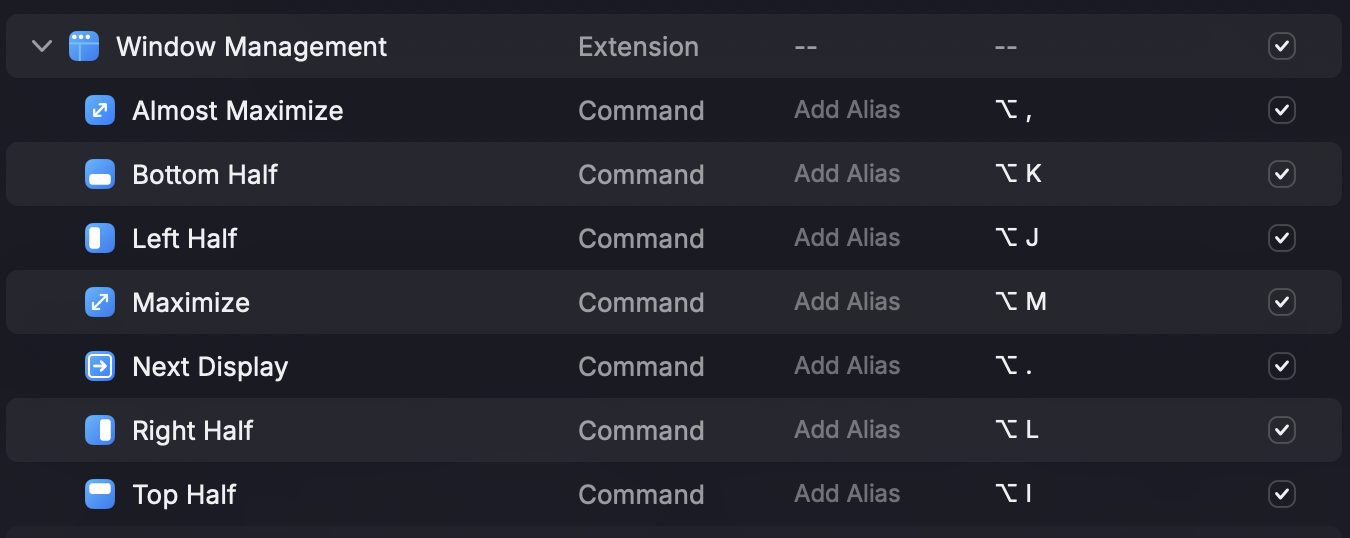 Window Management Extension -- --
Almost Maximize Command Add Alias ⌥ ,
Bottom Half Command Add Alias ⌥ K
Left Half Command Add Alias ⌥ J
Maximize Command Add Alias ⌥ M
Next Display Command Add Alias ⌥ .
Right Half Command Add Alias ⌥ L
Top Half Command Add Alias ⌥ I